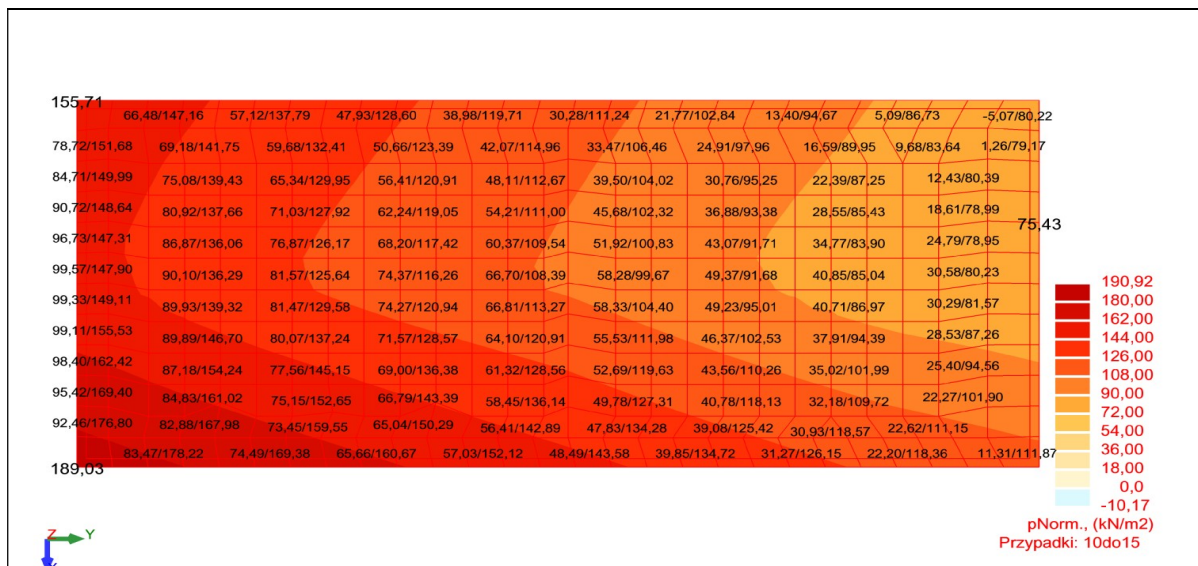 155,71
66,48/147,16 57,12/137,79 47,93/128,60 38,98/119,71 30,28/111,24 21,77/102,84 13,40/94,67 5,09/86,73 -5,07/80,22
78,72/151,68 69,18/141,75 59,68/132,41 50,66/123,39 42,07/114,96 33,47/106,46 24,91/97,96 16,59/89,95 9,68/83,64 1,26/79,17
84,71/149,99 75,08/139,43 65,34/129,95 56,41/120,91 48,11/112,67 39,50/104,02 30,76/95,25 22,39/87,25 12,43/80,39
90,72/148,64 80,92/137,66 71,03/127,92 62,24/119,05 54,21/111,00 45,68/102,32 36,88/93,38 28,55/85,43 18,61/78,99
75,43
96,73/147,31 86,87/136,06 76,87/126,17 68,20/117,42 60,37/109,54 51,92/100,83 43,07/91,71 34,77/83,90 24,79/78,95
99,57/147,90 90,10/136,29 81,57/125,64 74,37/116,26 66,70/108,39 58,28/99,67 49,37/91,68 40,85/85,04 30,58/80,23
99,33/149,11 89,93/139,32 81,47/129,58 74,27/120,94 66,81/113,27 58,33/104,40 49,23/95,01 40,71/86,97 30,29/81,57
99,11/155,53 89,89/146,70 80,07/137,24 71,57/128,57 64,10/120,91 55,53/111,98 46,37/102,53 37,91/94,39 28,53/87,26
98,40/162,42 87,18/154,24 77,56/145,15 69,00/136,38 61,32/128,56 52,69/119,63 43,56/110,26 35,02/101,99 25,40/94,56
95,42/169,40 84,83/161,02 75,15/152,65 66,79/143,39 58,45/136,14 49,78/127,31 40,78/118,13 32,18/109,72 22,27/101,90
92,46/176,80 82,88/167,98 73,45/159,55 65,04/150,29 56,41/142,89 47,83/134,28 39,08/125,42 30,93/118,57 22,62/111,15
83,47/178,22 74,49/169,38 65,66/160,67 57,03/152,12 48,49/143,58 39,85/134,72 31,27/126,15 22,20/118,36 11,31/111,87
189,03
190,92
180,00
162,00
144,00
126,00
108,00
90,00
72,00
54,00
36,00
18,00
0,0
-10,17
pNorm., (kN/m2)
Przypadki: 10do15
Z Y